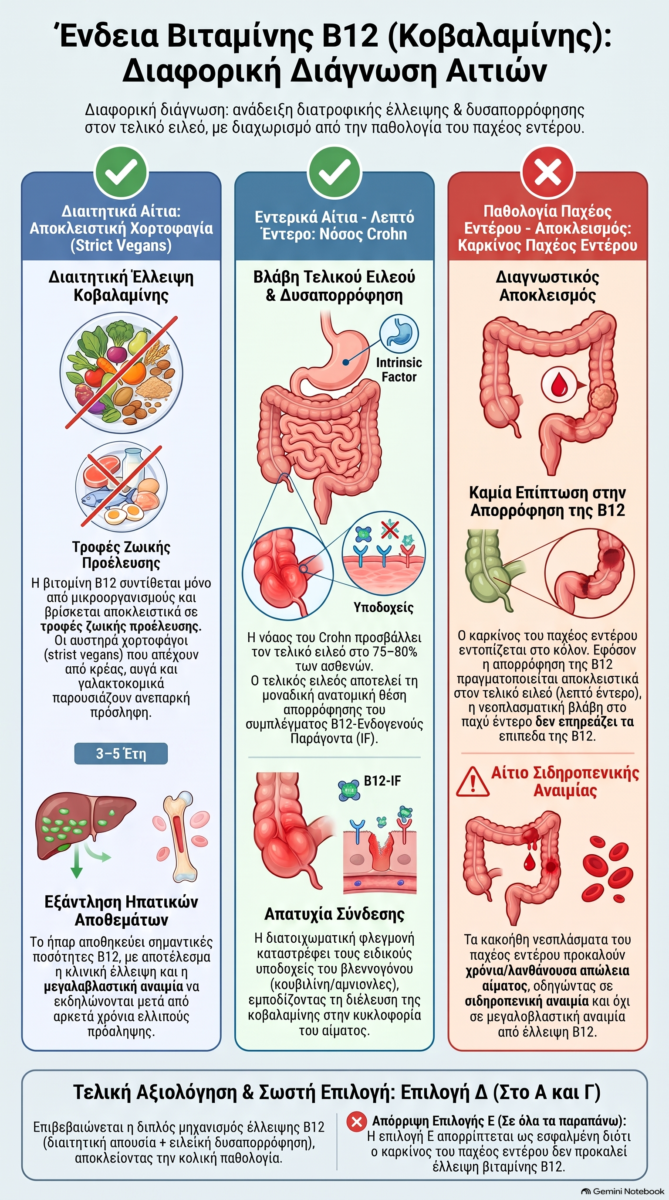 Ένδεια Βιταμίνης Β12 (Κοβαλαμίνης):
Διαφορική Διάγνωση Αιτιών
Διαφορική διάγνωση: ανάδειξη διατροφικής έλλειψης & δυσαπορρόφησης
στον τελικό ειλεό, με διαχωρισμό από την παθολογία του παχέος εντέρου.
Διαιτητικά Αίτια:
Αποκλειστική Χορτοφαγία
(Strict Vegans)
Διαιτητική Έλλειψη
Κοβαλαμίνης
Τροφές Ζωικής
Προέλευσης
Η βιτομίνη Β12 συντίθεται μόνο
από μικροοργανισμούς και
βρίσκεται αποκλειστικά σε
τροφές ζωικής προέλευσης.
Οι αυστηρά χορτοφάγοι
(strict vegans) που απέχουν
από κρέας, αυγά και
γαλακτοκομικά
παρουσιάζουν ανεπαρκή
πρόσληψη.
3–5 Έτη
Εξάντληση Ηπατικών
Αποθεμάτων
Το ήπαρ αποθηκεύει σημαντικές
ποσότητες Β12, με αποτέλεσμα
η κλινική έλλειψη και η
μεγαλαβλαστική αναιμία να
εκδηλώνονται μετά από
αρκετά χρόνια ελλιπούς
πρόαληψης.
Εντερικά Αίτια - Λεπτό
Έντερο: Νόσος Crohn
Βλάβη Τελικού Ειλεού
& Δυσαπορρόφηση
Intrinsic
Factor
Υποδοχείς
Η νόαος του Crohn προσβάλλει
τον τελικό ειλεό στο 75–80%
των ασθενών.
Ο τελικός ειλεός αποτελεί τη
μοναδική ανατομική θέση
απορρόφησης του
συμπλέγματος Β12-Ενδογενούς
Παράγοντα (IF).
B12-IF
Απατυχία Σύνδεσης
Η διατοιχωματική φλεγμονή
καταστρέφει τους ειδικούς
υποδοχείς του βλεννογόνου
(κουβιλίνη/αμνιονλες),
εμποδίζοντας τη διέλευση της
κοβαλαμίνης στην κυκλοφορία
του αίματος.
Παθολογία Παχέος
Εντέρου - Αποκλεισμός:
Καρκίνος Παχέος Εντέρου
Διαγνωστικός
Αποκλεισμός
Καμία Επίπτωση στην
Απορρόφηση της Β12
Ο καρκίνος του παχέος εντέρου
εντοπίζεται στο κόλον. Εφόσον
η απορρόφηση της Β12
πραγματοποιείται αποκλειστικά
στον τελικό ειλεό (λεπτό έντερο),
η νεοπλασματική βλάβη στο
παχύ έντερο δεν επηρεάζει τα
επιπεδα της Β12.
Αίτιο Σιδηροπενικής
Αναιμίας
Τα κακοήθη νεσπλάσματα του
παχέος εντέρου προκαλούν
χρόνια/λανθάνουσα απώλεια
αίματος, οδηγώντας σε
σιδηροπενική αναιμία και όχι
σε μεγαλοβλαστική αναιμία
από έλλειψη Β12.
Τελική Αξιολόγηση & Σωστή Επιλογή: Επιλογή Δ (Στο Α και Γ)
Επιβεβαιώνεται ο διπλός μηχανισμός έλλειψης Β12
(διαιτητική απουσια + ειλεϊκή δυσαπορρόφηση),
αποκλείοντας την κολική παθολογία.
Απόρριψη Επιλογής Ε (Σε όλα τα παραπάνω):
Η επιλογή Ε απορρίπτεται ως εσφαλμένη διότι
ο καρκίνος του παχέος εντέρου δεν προκαλεί
έλλειψη βιταμίνης Β12.
Gemini Notebook